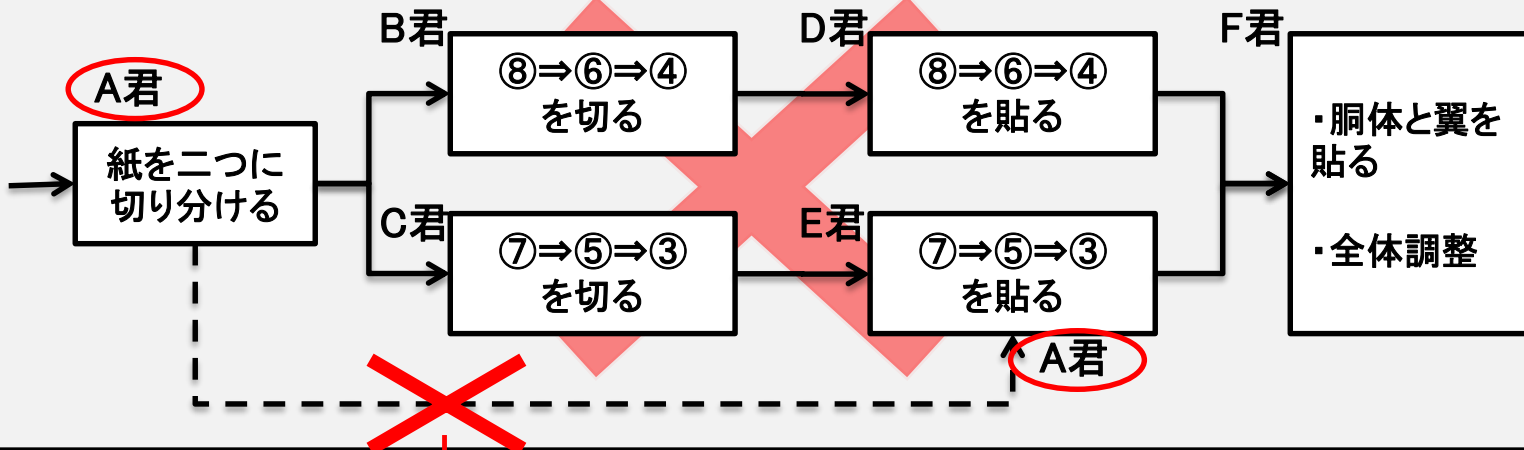 A君
紙を二つに
切り分ける
B君
⑧⇒⑥⇒④
を切る
C君
⑦⇒⑤⇒③
を切る
D君
⑧⇒⑥⇒④
を貼る
E君
⑦⇒⑤⇒③
を貼る
A君
F君
・胴体と翼を
貼る
・全体調整